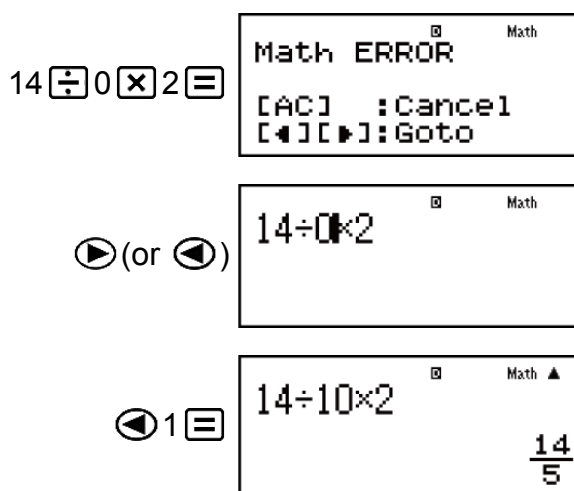 14÷0×2=
D Math
Math ERROR
[AC] :Cancel
[◀][▶]:Goto
▶(or ◀)
D Math
14÷0×2
◀1=
D Math ▲
14÷10×2
14
5